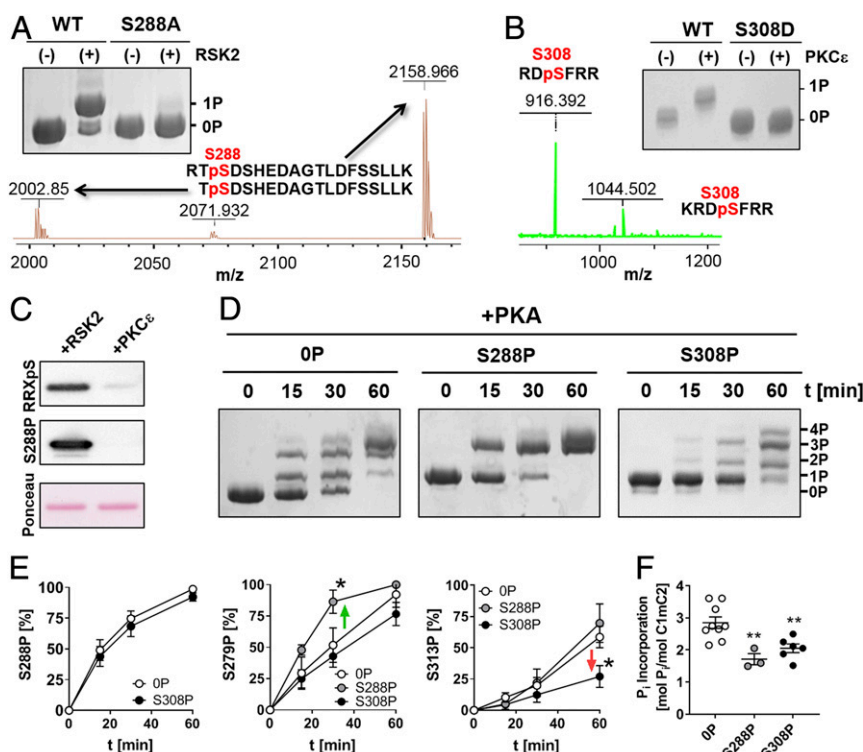 A
WT S288A
(-) (+) (-) (+) RSK2
1P
0P
2158.966
S288
RTpSDSHEDAGTLDFSSLLK
TpSDSHEDAGTLDFSSLLK
2002.85
2071.932
2000 2050 2100 2150
m/z
B
WT S308D
(-) (+) (-) (+) PKCε
1P
0P
S308
RDpSFRR
916.392
1044.502
S308
KRDpSFRR
1000 1200
m/z
C
+RSK2 +PKCε
RRXpS
S288P
Ponceau
D
+PKA
0P S288P S308P
0 15 30 60 0 15 30 60 0 15 30 60 t [min]
4P
3P
2P
1P
0P
E
S288P [%]
100
75
50
25
0
0 20 40 60
t [min]
0P
S308P
S279P [%]
100
75
50
25
0
*
0 20 40 60
t [min]
0P
S288P
S308P
S313P [%]
100
75
50
25
0
0P
S288P
S308P
*
0 20 40 60
t [min]
F
Pi Incorporation
[mol Pi/mol C1mC2]
4
3
2
1
0
**
**
0P S288P S308P